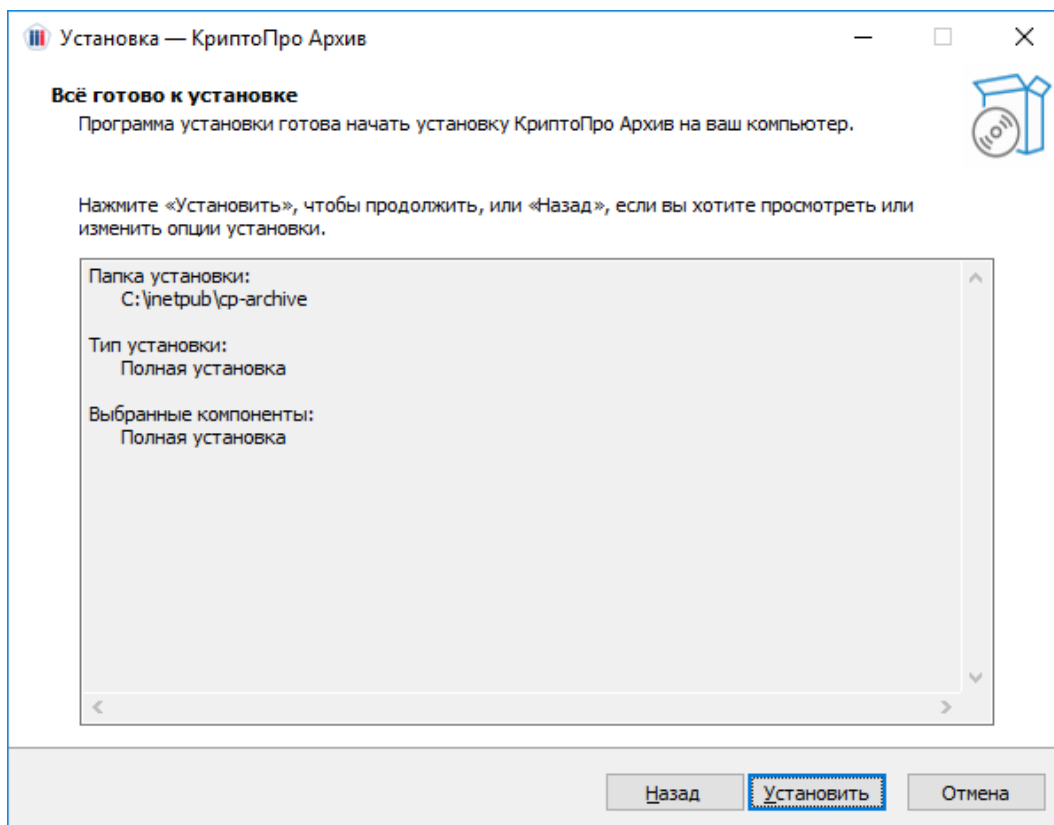 Установка — КриптоПро Архив
Всё готово к установке
Программа установки готова начать установку КриптоПро Архив на ваш компьютер.
Нажмите «Установить», чтобы продолжить, или «Назад», если вы хотите просмотреть или
изменить опции установки.
Папка установки:
C:\inetpub\cp-archive
Тип установки:
Полная установка
Выбранные компоненты:
Полная установка
Назад
Установить
Отмена